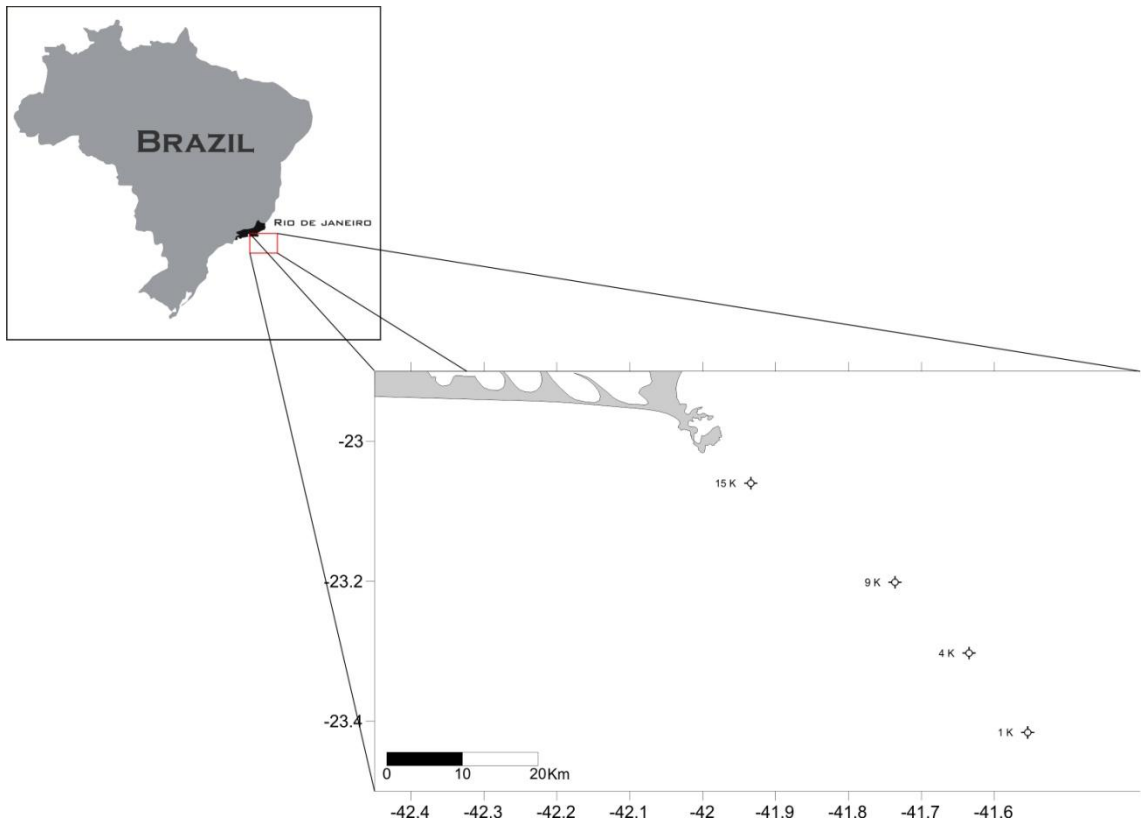 BRAZIL
RIO DE JANEIRO
-23
15 K
-23.2
9 K
4 K
-23.4
1 K
0 10 20Km
-42.4 -42.3 -42.2 -42.1 -42 -41.9 -41.8 -41.7 -41.6